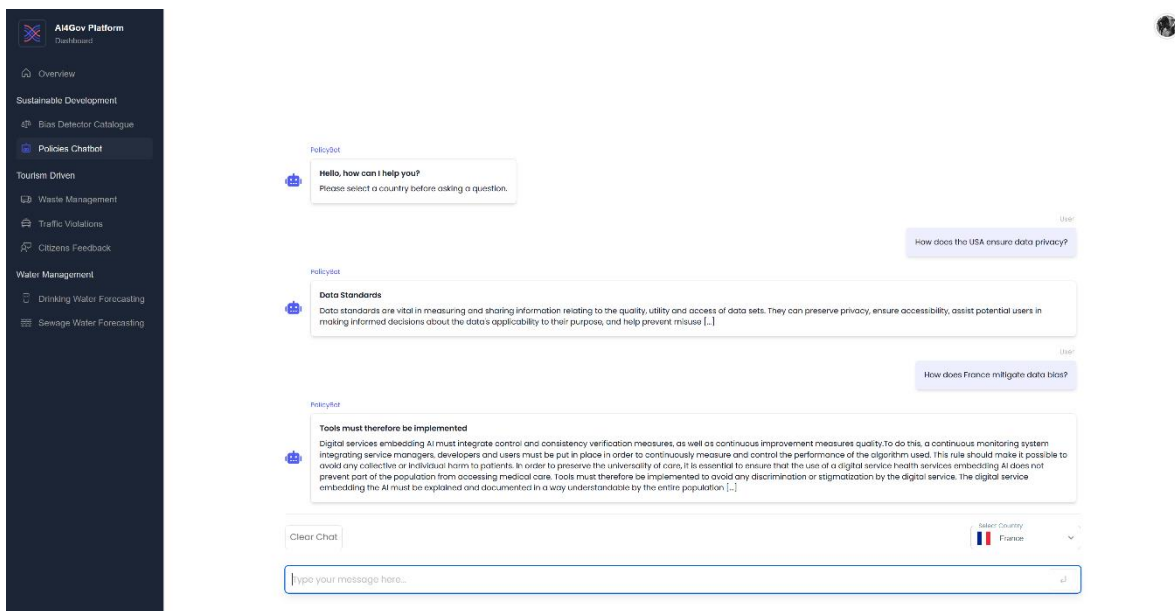 AI4Gov Platform
Dashboard
Overview
Sustainable Development
Bias Detector Catalogue
Policies Chatbot
Tourism Driven
Waste Management
Traffic Violations
Citizens Feedback
Water Management
Drinking Water Forecasting
Sewage Water Forecasting
PolicyBot
Hello, how can I help you?
Please select a country before asking a question.
User
How does the USA ensure data privacy?
PolicyBot
Data Standards
Data standards are vital in measuring and sharing information relating to the quality, utility and access of data sets. They can preserve privacy, ensure accessibility, assist potential users in
making informed decisions about the data's applicability to their purpose, and help prevent misuse [...]
User
How does France mitigate data bias?
PolicyBot
Tools must therefore be implemented
Digital services embedding AI must integrate control and consistency verification measures, as well as continuous improvement measures quality.To do this, a continuous monitoring system
integrating service managers, developers and users must be put in place in order to continuously measure and control the performance of the algorithm used. This rule should make it possible to
avoid any collective or individual harm to patients. In order to preserve the universality of care, it is essential to ensure that the use of a digital service health services embedding AI does not
prevent part of the population from accessing medical care. Tools must therefore be implemented to avoid any discrimination or stigmatization by the digital service. The digital service
embedding the AI must be explained and documented in a way understandable by the entire population [...]
Clear Chat
Select Country
France
Type your message here...